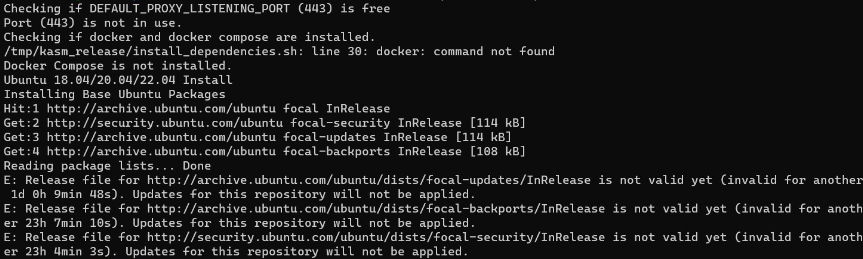 Checking if DEFAULT_PROXY_LISTENING_PORT (443) is free
Port (443) is not in use.
Checking if docker and docker compose are installed.
/tmp/kasm_release/install_dependencies.sh: line 30: docker: command not found
Docker Compose is not installed.
Ubuntu 18.04/20.04/22.04 Install
Installing Base Ubuntu Packages
Hit:1 http://archive.ubuntu.com/ubuntu focal InRelease
Get:2 http://security.ubuntu.com/ubuntu focal-security InRelease [114 kB]
Get:3 http://archive.ubuntu.com/ubuntu focal-updates InRelease [114 kB]
Get:4 http://archive.ubuntu.com/ubuntu focal-backports InRelease [108 kB]
Reading package lists... Done
E: Release file for http://archive.ubuntu.com/ubuntu/dists/focal-updates/InRelease is not valid yet (invalid for another
 1d 0h 9min 48s). Updates for this repository will not be applied.
E: Release file for http://archive.ubuntu.com/ubuntu/dists/focal-backports/InRelease is not valid yet (invalid for anoth
er 23h 7min 10s). Updates for this repository will not be applied.
E: Release file for http://security.ubuntu.com/ubuntu/dists/focal-security/InRelease is not valid yet (invalid for anoth
er 23h 4min 3s). Updates for this repository will not be applied.